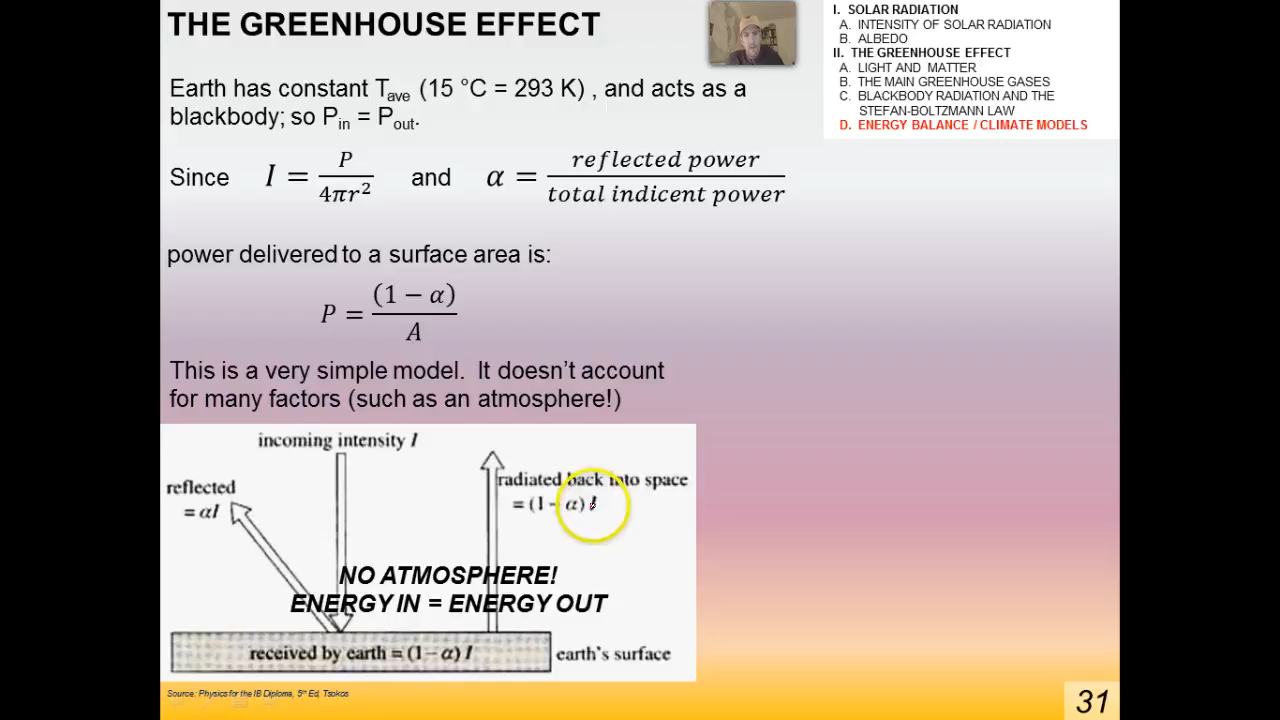 THE GREENHOUSE EFFECT
I. SOLAR RADIATION
A. INTENSITY OF SOLAR RADIATION
B. ALBEDO
II. THE GREENHOUSE EFFECT
A. LIGHT AND MATTER
B. THE MAIN GREENHOUSE GASES
C. BLACKBODY RADIATION AND THE
STEFAN-BOLTZMANN LAW
D. ENERGY BALANCE / CLIMATE MODELS
Earth has constant Tave (15 °C = 293 K) , and acts as a
blackbody; so Pin = Pout.
Since I = P / 4πr² and α = reflected power / total indicent power
power delivered to a surface area is:
P = (1 − α) / A
This is a very simple model. It doesn't account
for many factors (such as an atmosphere!)
incoming intensity I
reflected
= αI
radiated back into space
= (1 − α) I
NO ATMOSPHERE!
ENERGY IN = ENERGY OUT
received by earth = (1 − α) I
earth's surface
Source: Physics for the IB Diploma, 5th Ed, Tsokos
31